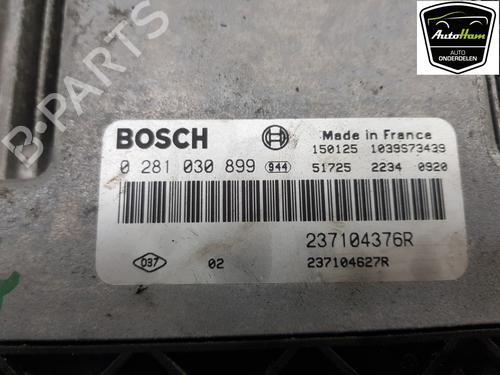 AutoHam
AUTO
ONDERDELEN
B-PARTS
BOSCH
Made in France
150125 1039S73439
0 281 030 899 944 51725 2234 0920
237104376R
037 02 237104627R